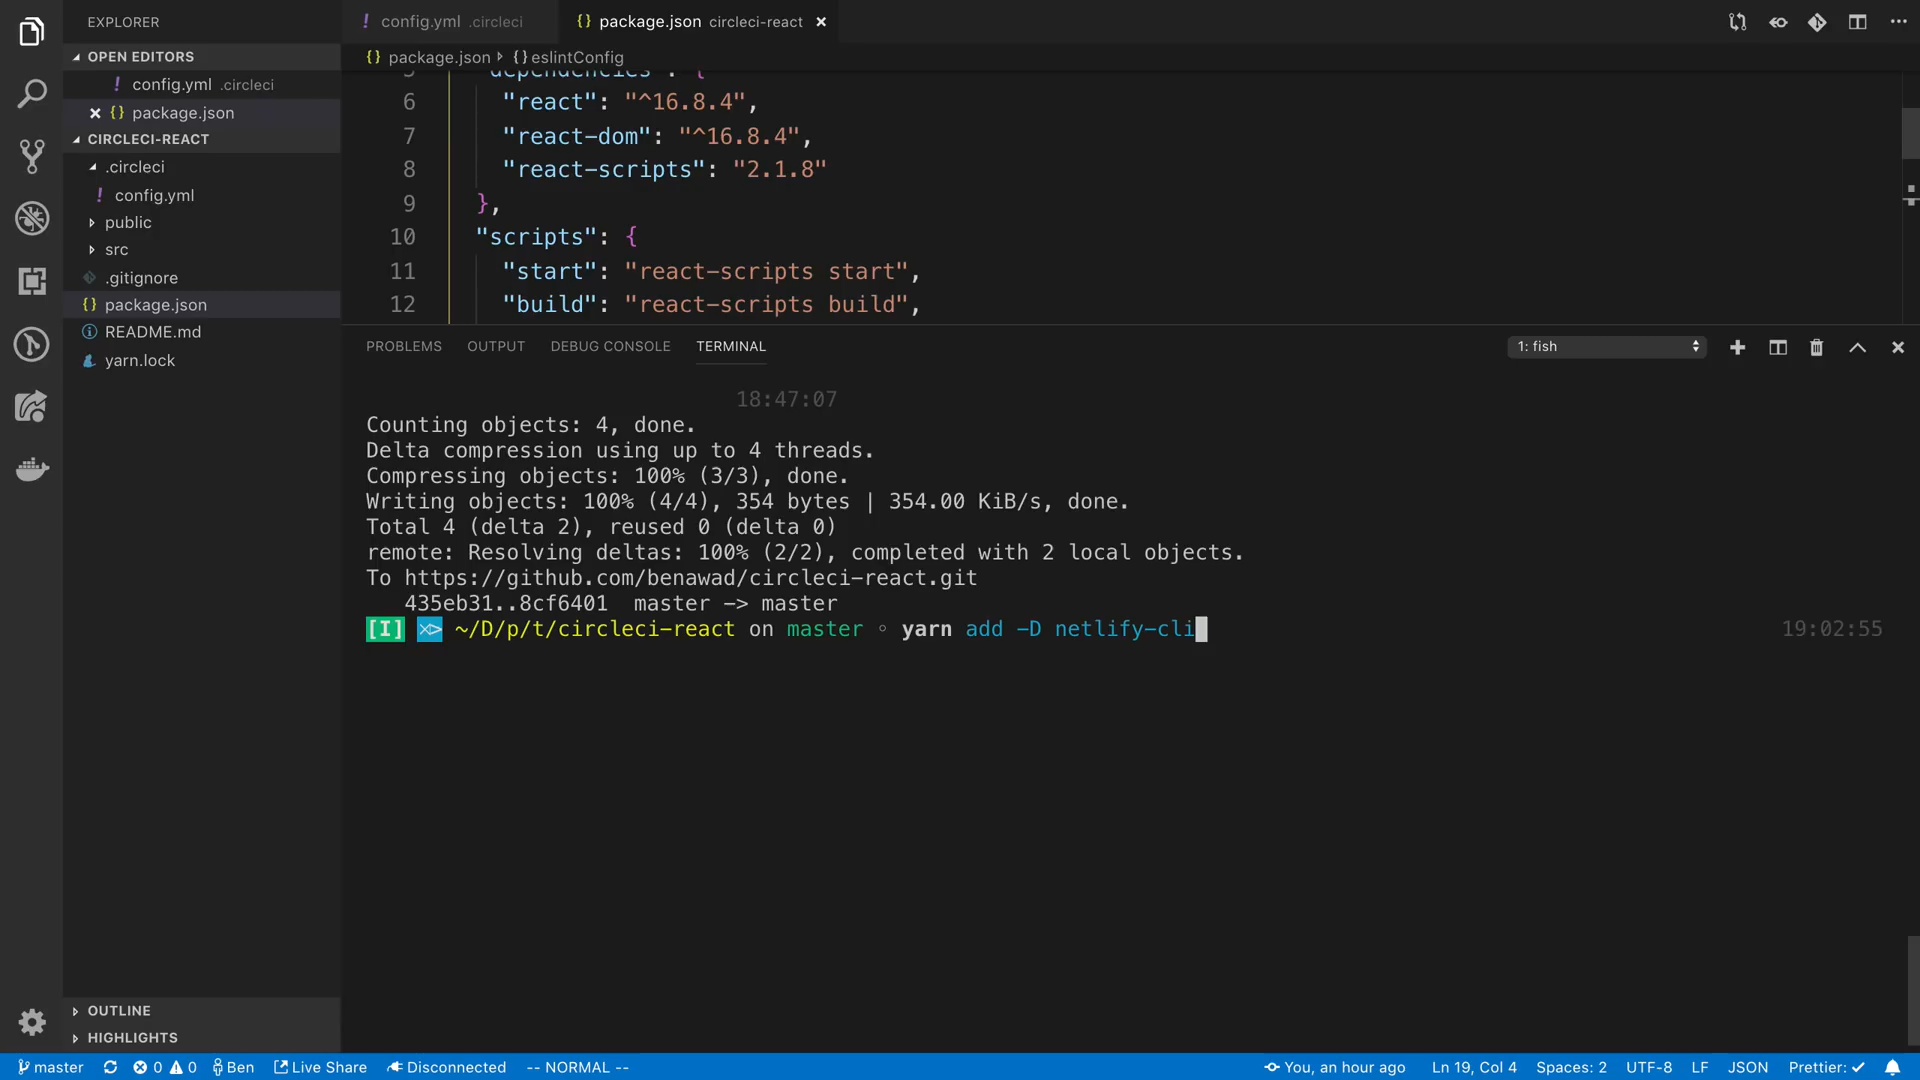 EXPLORER
OPEN EDITORS
! config.yml .circleci
{} package.json
CIRCLECI-REACT
.circleci
! config.yml
public
src
.gitignore
{} package.json
README.md
yarn.lock
OUTLINE
HIGHLIGHTS
! config.yml .circleci
{} package.json circleci-react
{} package.json {} eslintConfig
5 "dependencies": {
6 "react": "^16.8.4",
7 "react-dom": "^16.8.4",
8 "react-scripts": "2.1.8"
9 },
10 "scripts": {
11 "start": "react-scripts start",
12 "build": "react-scripts build",
PROBLEMS OUTPUT DEBUG CONSOLE TERMINAL 1: fish
18:47:07
Counting objects: 4, done.
Delta compression using up to 4 threads.
Compressing objects: 100% (3/3), done.
Writing objects: 100% (4/4), 354 bytes | 354.00 KiB/s, done.
Total 4 (delta 2), reused 0 (delta 0)
remote: Resolving deltas: 100% (2/2), completed with 2 local objects.
To https://github.com/benawad/circleci-react.git
435eb31..8cf6401 master -> master
[I] ~/D/p/t/circleci-react on master ◦ yarn add -D netlify-cli 19:02:55
master 0 0 Ben Live Share Disconnected -- NORMAL -- You, an hour ago Ln 19, Col 4 Spaces: 2 UTF-8 LF JSON Prettier: ✓